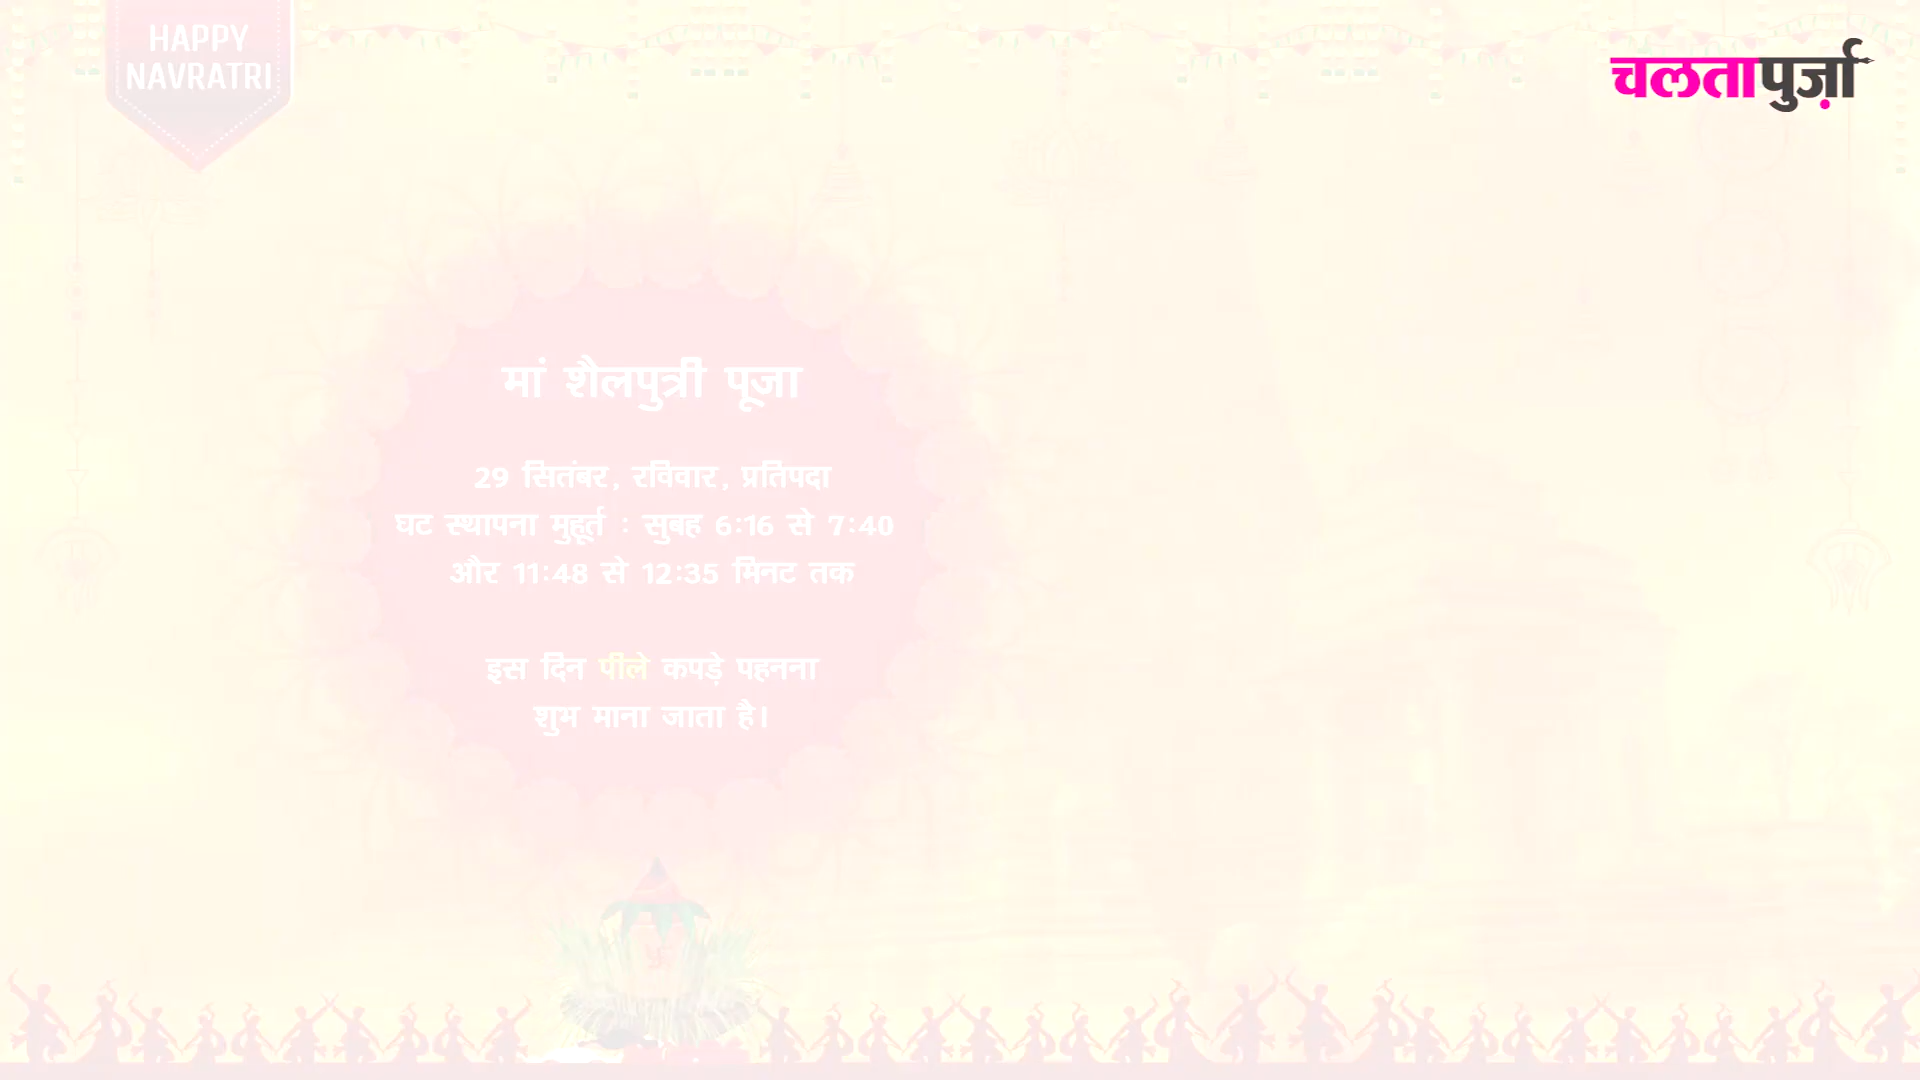 HAPPY
NAVRATRI
चलतापुर्ज़ा
मां शैलपुत्री पूजा
29 सितंबर, रविवार, प्रतिपदा
घट स्थापना मुहूर्त : सुबह 6:16 से 7:40
और 11:48 से 12:35 मिनट तक
इस दिन पीले कपड़े पहनना
शुभ माना जाता है।